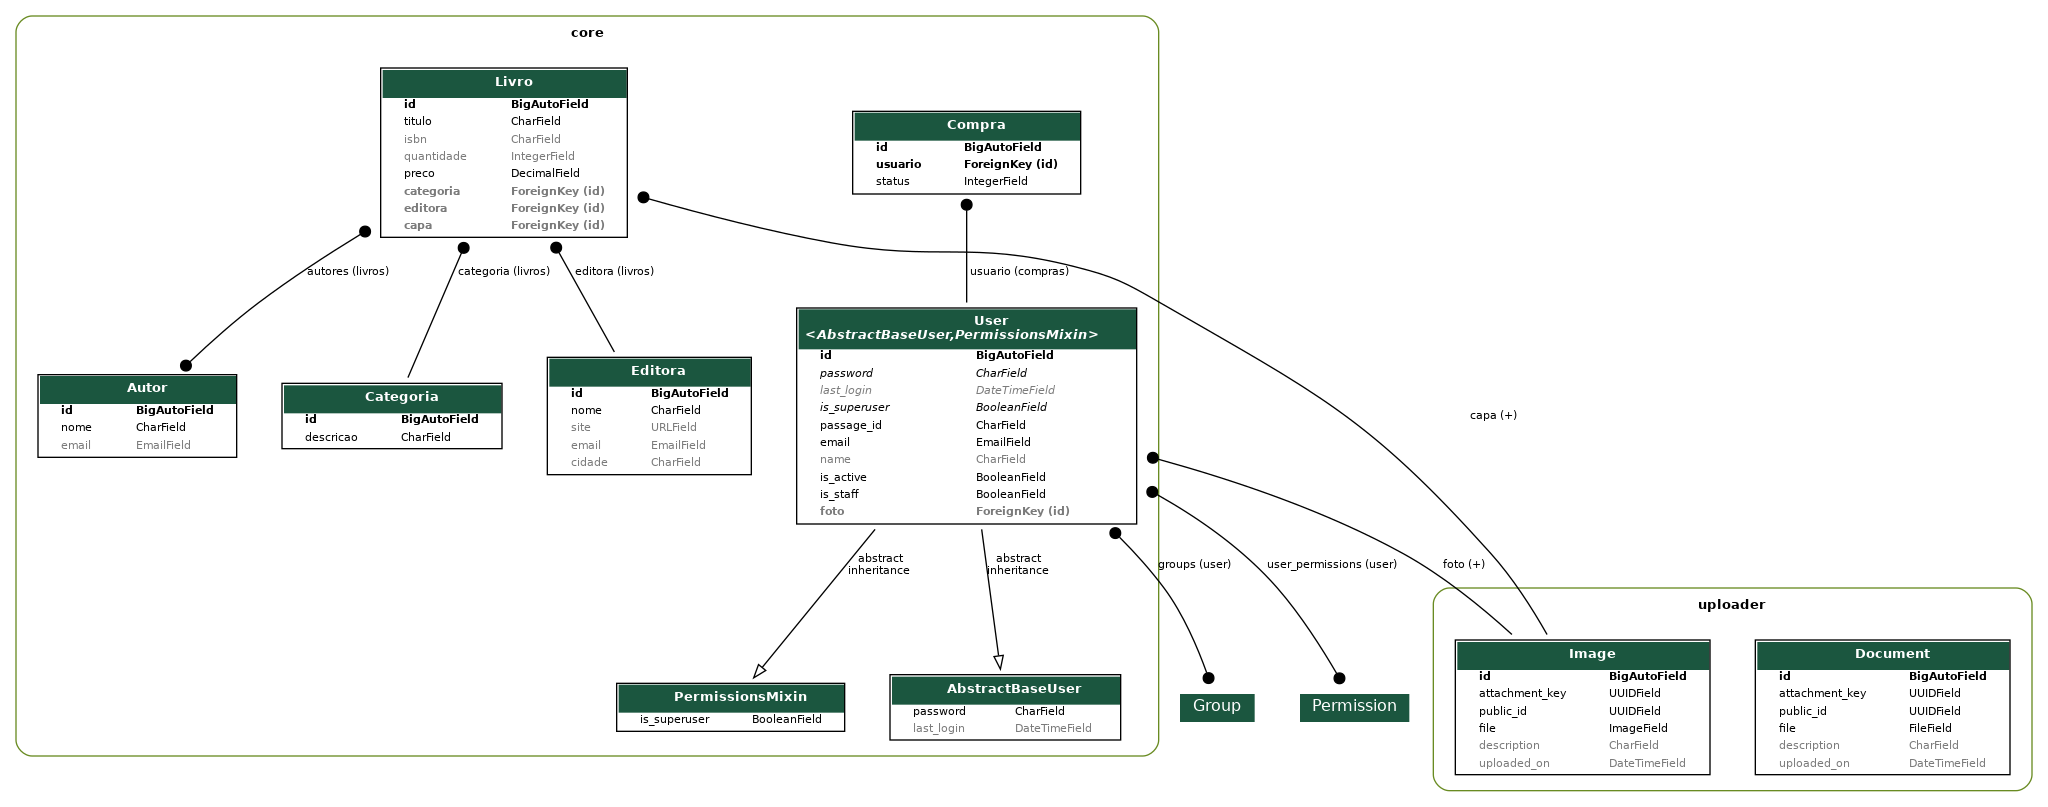 core
Livro
id BigAutoField
titulo CharField
isbn CharField
quantidade IntegerField
preco DecimalField
categoria ForeignKey (id)
editora ForeignKey (id)
capa ForeignKey (id)
Compra
id BigAutoField
usuario ForeignKey (id)
status IntegerField
autores (livros)
categoria (livros)
editora (livros)
usuario (compras)
Autor
id BigAutoField
nome CharField
email EmailField
Categoria
id BigAutoField
descricao CharField
Editora
id BigAutoField
nome CharField
site URLField
email EmailField
cidade CharField
User
<AbstractBaseUser,PermissionsMixin>
id BigAutoField
password CharField
last_login DateTimeField
is_superuser BooleanField
passage_id CharField
email EmailField
name CharField
is_active BooleanField
is_staff BooleanField
foto ForeignKey (id)
capa (+)
abstract
inheritance
abstract
inheritance
groups (user)
user_permissions (user)
foto (+)
PermissionsMixin
is_superuser BooleanField
AbstractBaseUser
password CharField
last_login DateTimeField
Group
Permission
uploader
Image
id BigAutoField
attachment_key UUIDField
public_id UUIDField
file ImageField
description CharField
uploaded_on DateTimeField
Document
id BigAutoField
attachment_key UUIDField
public_id UUIDField
file FileField
description CharField
uploaded_on DateTimeField